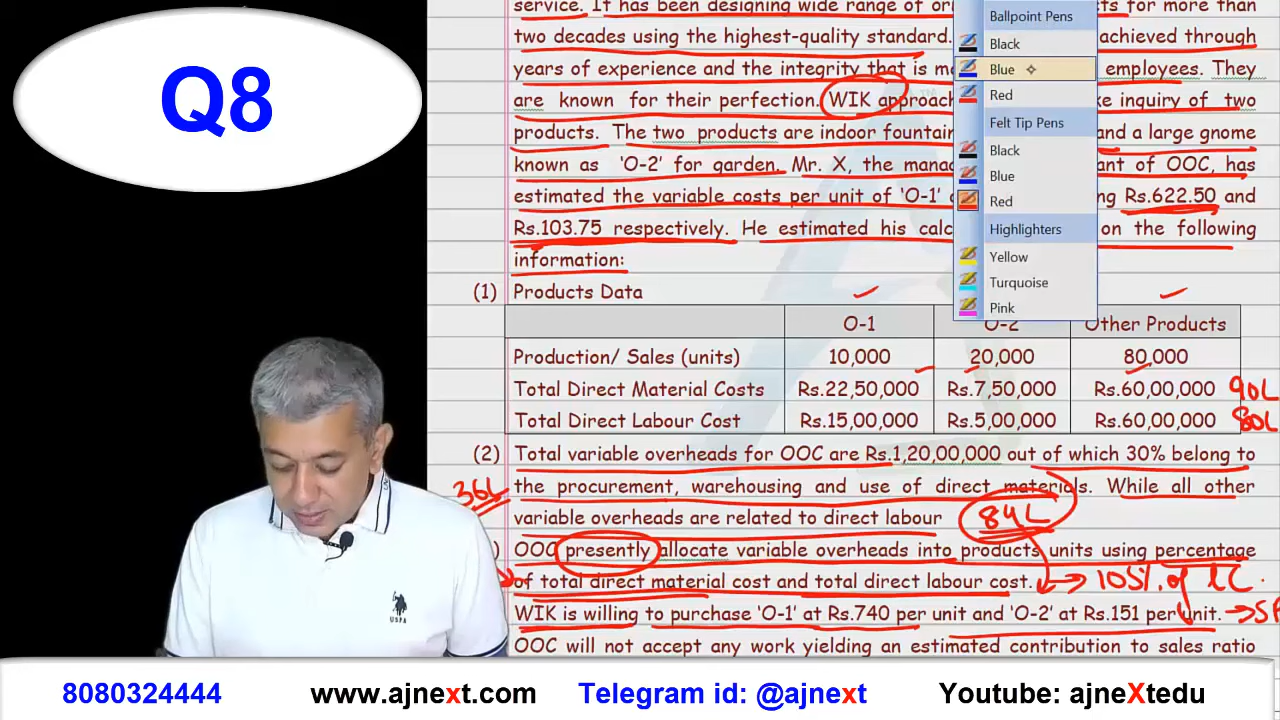 Q8
service. It has been designing wide range of for more than
two decades using the highest-quality standard. achieved through
years of experience and the integrity that is employees. They
are known for their perfection. WIK inquiry of two
products. The two products are indoor and a large gnome
known as 'O-2' for garden. Mr. X, the of OOC, has
estimated the variable costs per unit of 'O-1' Rs.622.50 and
Rs.103.75 respectively. He estimated his on the following
information:
Ballpoint Pens
Black
Blue
Red
Felt Tip Pens
Black
Blue
Red
Highlighters
Yellow
Turquoise
Pink
(1) Products Data
O-1 O-2 Other Products
Production/ Sales (units) 10,000 20,000 80,000
Total Direct Material Costs Rs.22,50,000 Rs.7,50,000 Rs.60,00,000 90L
Total Direct Labour Cost Rs.15,00,000 Rs.5,00,000 Rs.60,00,000 80L
(2) Total variable overheads for OOC are Rs.1,20,00,000 out of which 30% belong to
36L the procurement, warehousing and use of direct materials. While all other
variable overheads are related to direct labour 84L
OOC presently allocate variable overheads into products units using percentage
of total direct material cost and total direct labour cost. → 105% of LC.
WIK is willing to purchase 'O-1' at Rs.740 per unit and 'O-2' at Rs.151 per unit.
OOC will not accept any work yielding an estimated contribution to sales ratio
USPA
8080324444 www.ajnext.com Telegram id: @ajnext Youtube: ajneXtedu